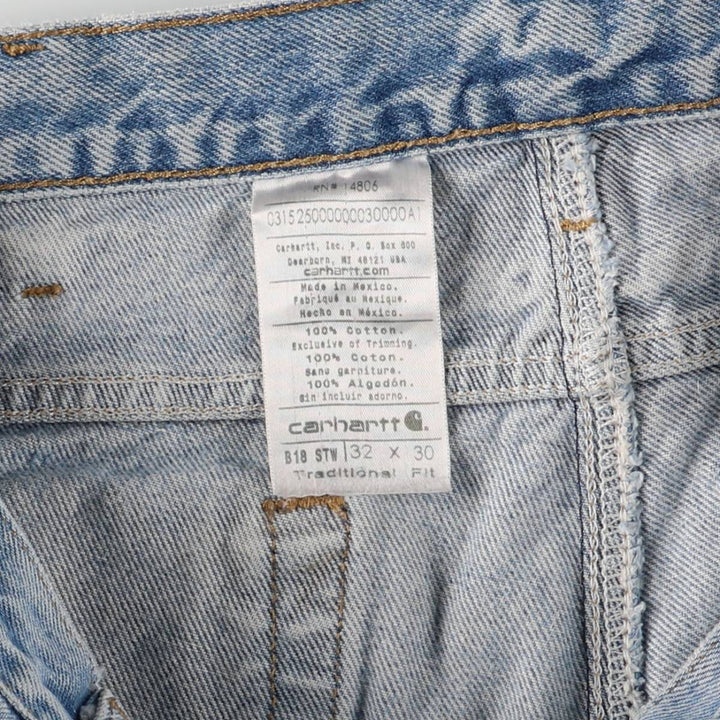 RN# 14806
031526000000030000A1
Carhartt, Inc. P. O. Box 600
Dearborn, MI 48121 USA
carhartt.com
Made in Mexico.
Fabriqué au Mexique.
Hecho en México.
100% Cotton.
Exclusive of Trimming.
100% Coton.
Sans garniture.
100% Algodón.
Sin incluir adorno.
carhartt
B18 STW 32 X 30
Traditional Fit